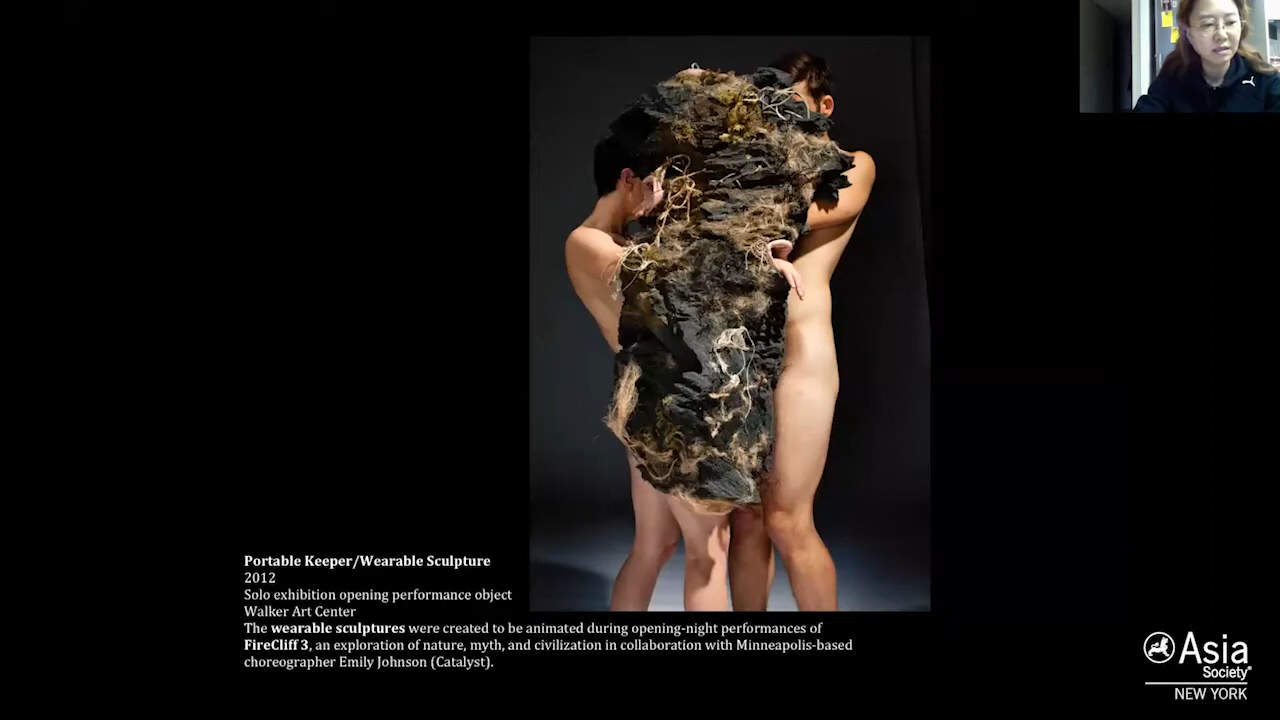 Portable Keeper/Wearable Sculpture
2012
Solo exhibition opening performance object
Walker Art Center
The wearable sculptures were created to be animated during opening-night performances of
FireCliff 3, an exploration of nature, myth, and civilization in collaboration with Minneapolis-based
choreographer Emily Johnson (Catalyst).
Asia
Society®
NEW YORK